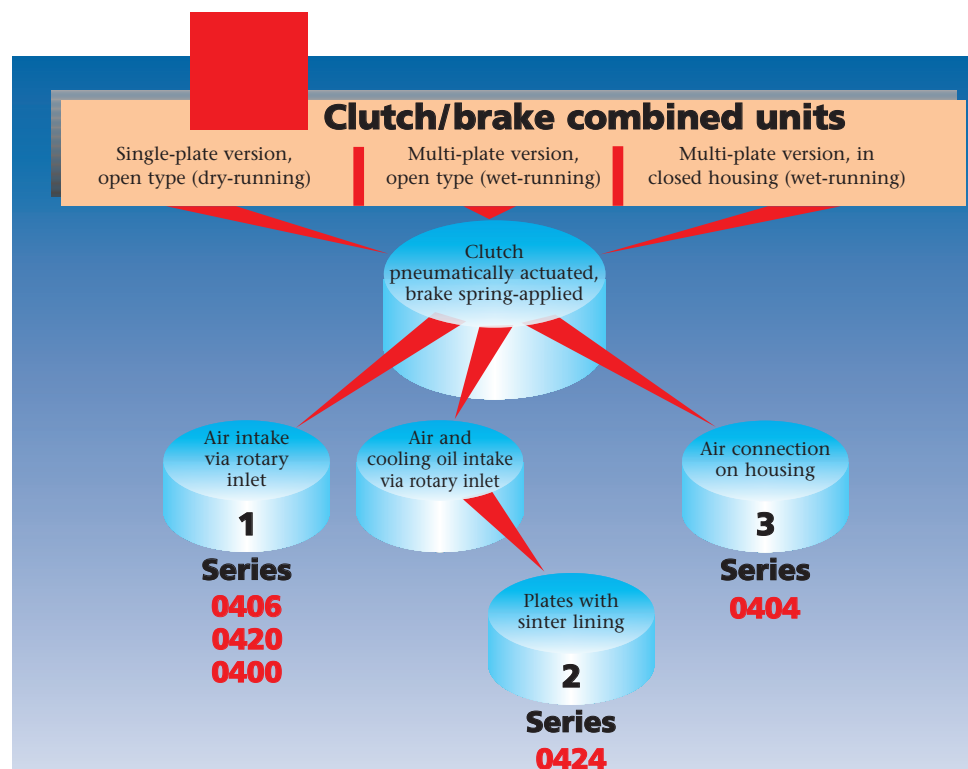 Clutch/brake combined units
Single-plate version,
open type (dry-running)
Multi-plate version,
open type (wet-running)
Multi-plate version, in
closed housing (wet-running)
Clutch
pneumatically actuated,
brake spring-applied
Air intake
via rotary
inlet
1
Series
0406
0420
0400
Air and
cooling oil intake
via rotary inlet
Plates with
sinter lining
2
Series
0424
Air connection
on housing
3
Series
0404